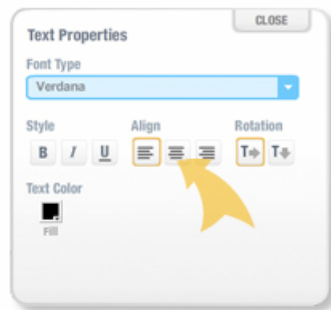 CLOSE
Text Properties
Font Type
Verdana
Style Align Rotation
B I U T T
Text Color
Fill